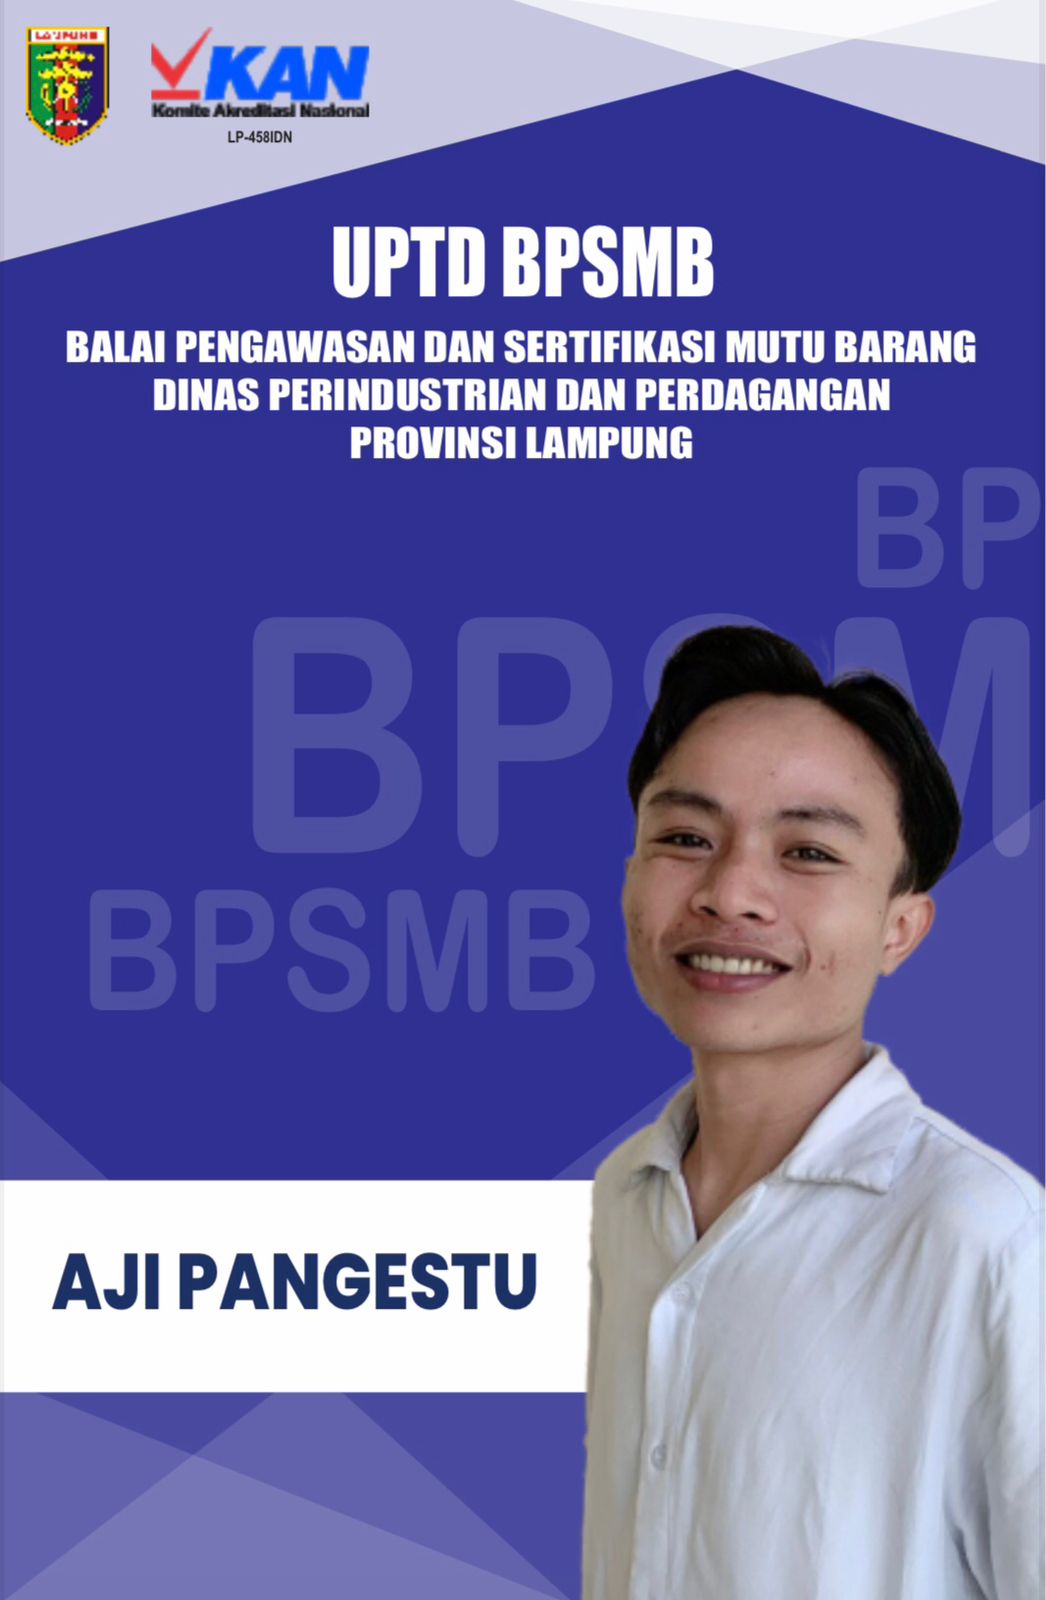 LAMPUNG
KAN
Komite Akreditasi Nasional
LP-458IDN
UPTD BPSMB
BALAI PENGAWASAN DAN SERTIFIKASI MUTU BARANG
DINAS PERINDUSTRIAN DAN PERDAGANGAN
PROVINSI LAMPUNG
BP
BPSM
BPSMB
AJI PANGESTU